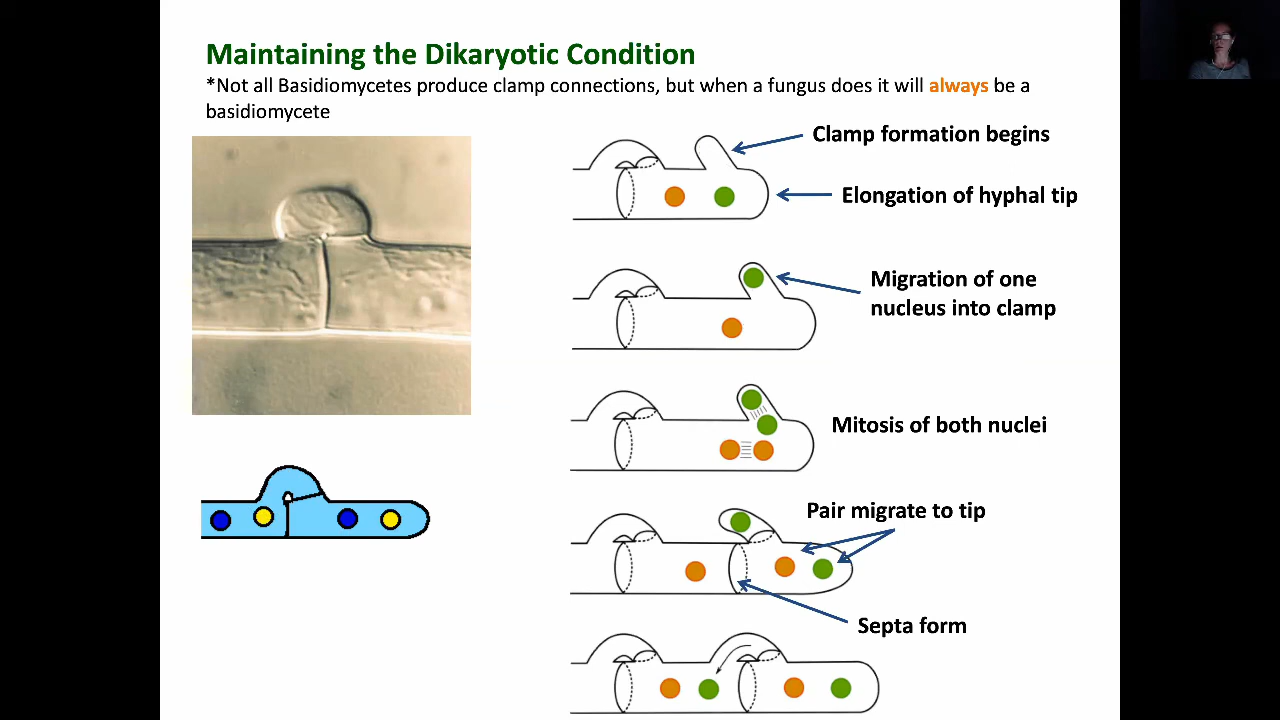 Maintaining the Dikaryotic Condition
*Not all Basidiomycetes produce clamp connections, but when a fungus does it will always be a
basidiomycete
Clamp formation begins
Elongation of hyphal tip
Migration of one
nucleus into clamp
Mitosis of both nuclei
Pair migrate to tip
Septa form